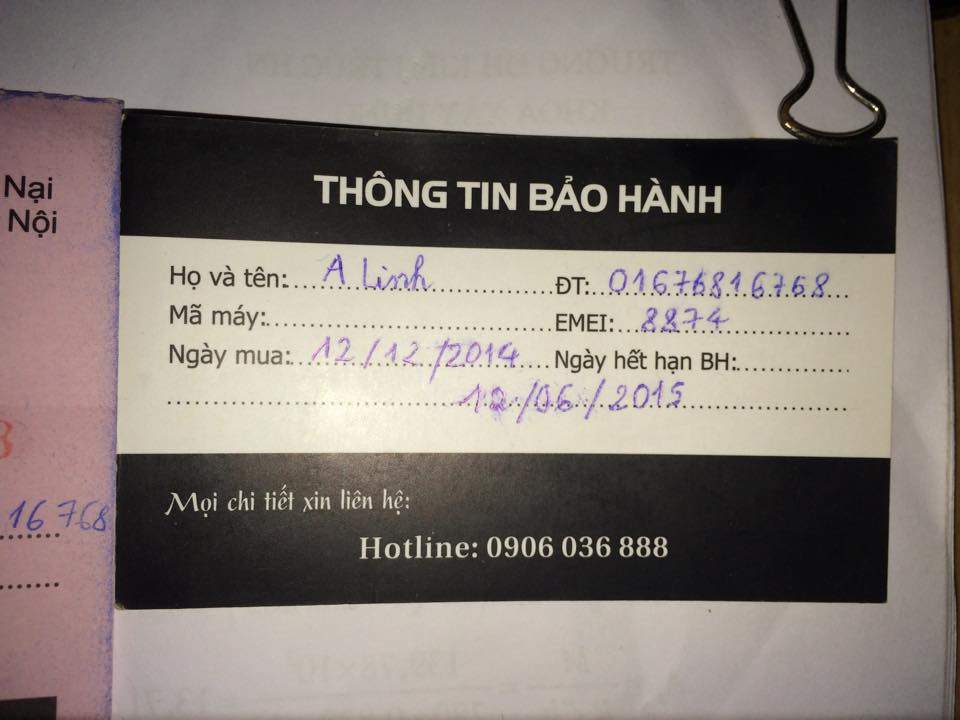 Nại
Nội
16 768
THÔNG TIN BẢO HÀNH
Họ và tên: A Linh ĐT: 01676816768
Mã máy: EMEI: 8874
Ngày mua: 12/12/2014 Ngày hết hạn BH:
12/06/2015
Mọi chi tiết xin liên hệ:
Hotline: 0906 036 888